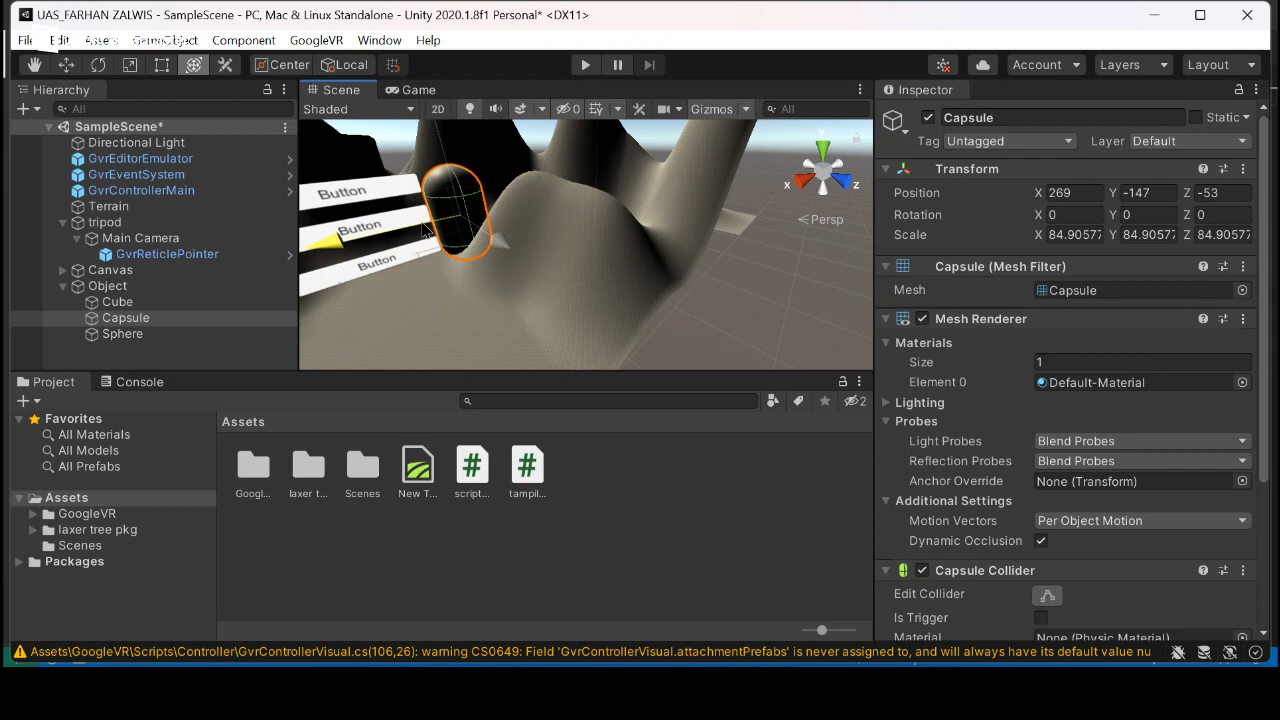 UAS_FARHAN ZALWIS - SampleScene - PC, Mac & Linux Standalone - Unity 2020.1.8f1 Personal* <DX11>
File Edit Assets GameObject Component GoogleVR Window Help
Center Local Account Layers Layout
Hierarchy
All
SampleScene*
Directional Light
GvrEditorEmulator
GvrEventSystem
GvrControllerMain
Terrain
tripod
Main Camera
GvrReticlePointer
Canvas
Object
Cube
Capsule
Sphere
Scene Game
Shaded 2D 0 Gizmos All
Button
Button
Button
y
x
z
Persp
Inspector
Capsule Static
Tag Untagged Layer Default
Transform
Position X 269 Y -147 Z -53
Rotation X 0 Y 0 Z 0
Scale X 84.90577 Y 84.90577 Z 84.90577
Capsule (Mesh Filter)
Mesh Capsule
Mesh Renderer
Materials
Size 1
Element 0 Default-Material
Lighting
Probes
Light Probes Blend Probes
Reflection Probes Blend Probes
Anchor Override None (Transform)
Additional Settings
Motion Vectors Per Object Motion
Dynamic Occlusion
Capsule Collider
Edit Collider
Is Trigger
Material None (Physic Material)
Project Console
2
Favorites
All Materials
All Models
All Prefabs
Assets
GoogleVR
laxer tree pkg
Scenes
Packages
Assets
Googl... laxer t... Scenes New T... script... tampil...
Assets\GoogleVR\Scripts\Controller\GvrControllerVisual.cs(106,26): warning CS0649: Field 'GvrControllerVisual.attachmentPrefabs' is never assigned to, and will always have its default value nu